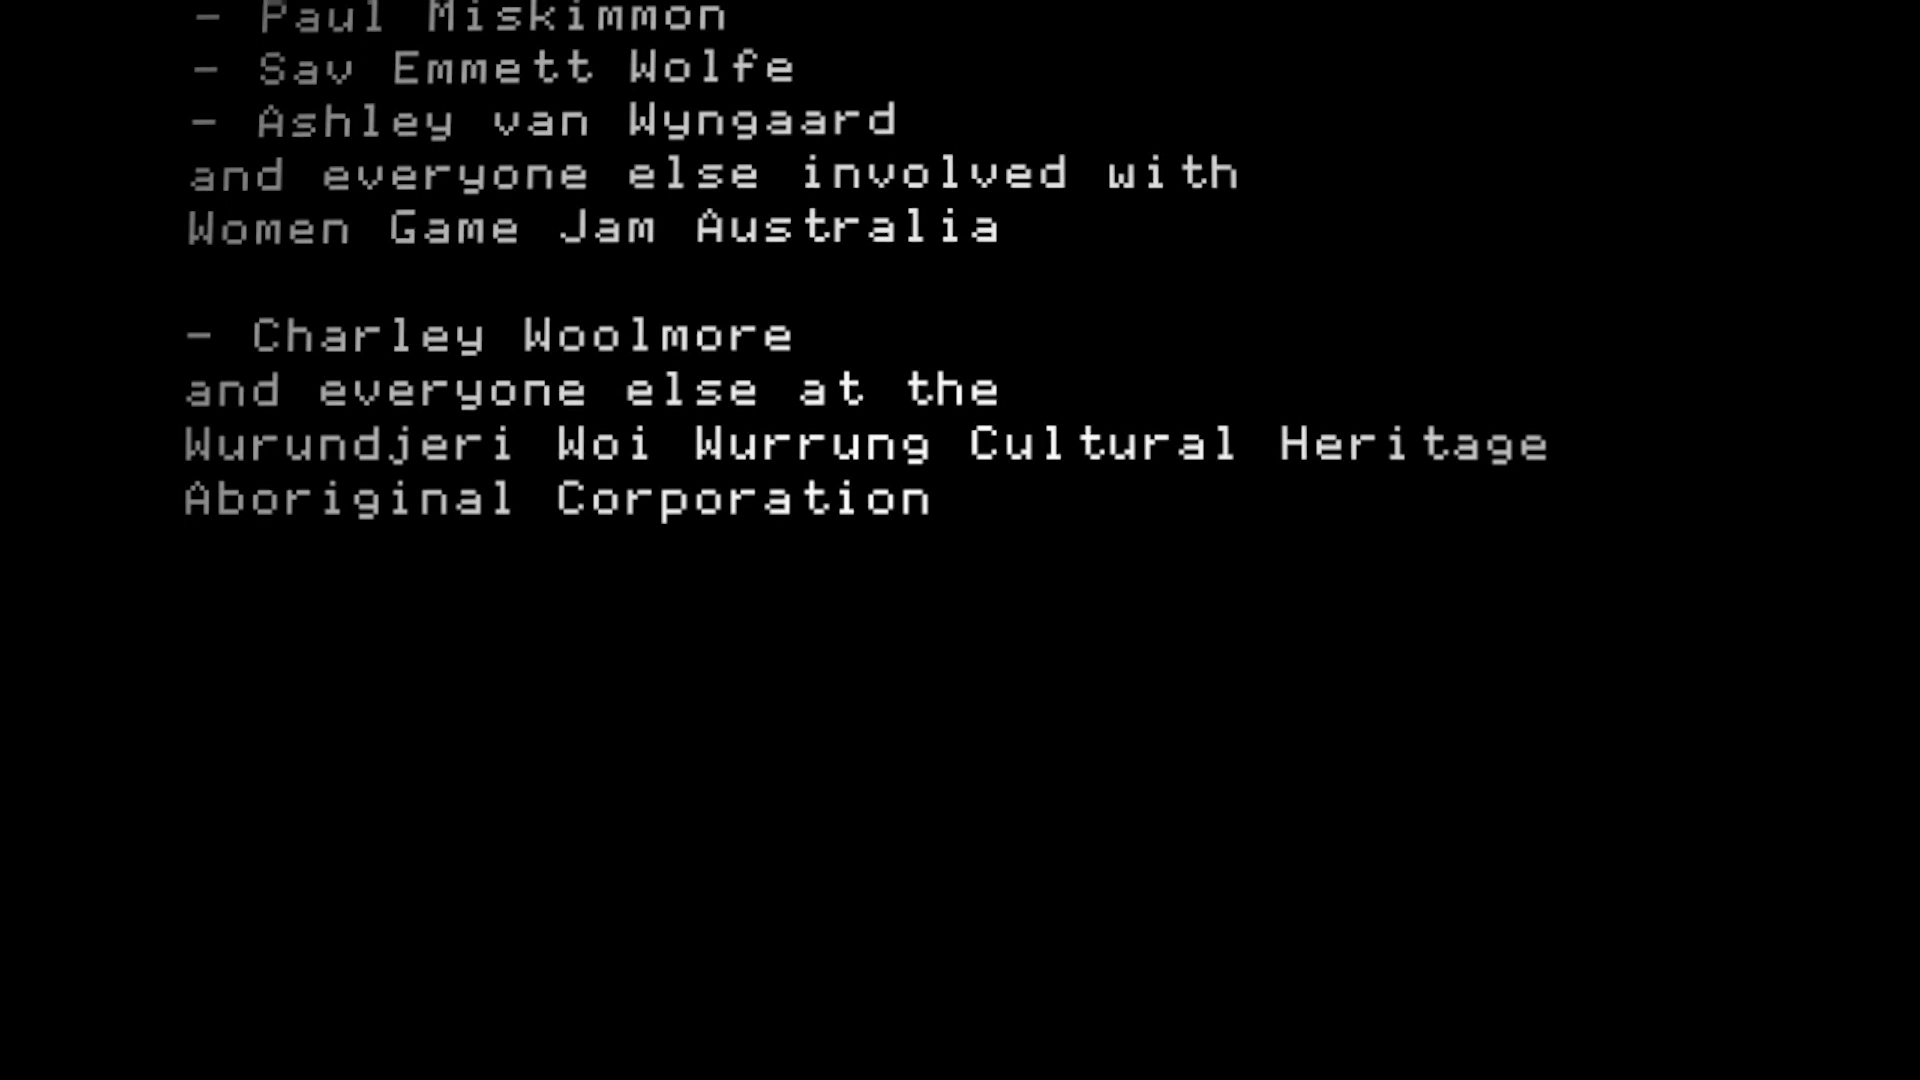 - Paul Miskimmon
- Sav Emmett Wolfe
- Ashley van Wyngaard
and everyone else involved with
Women Game Jam Australia
- Charley Woolmore
and everyone else at the
Wurundjeri Woi Wurrung Cultural Heritage
Aboriginal Corporation